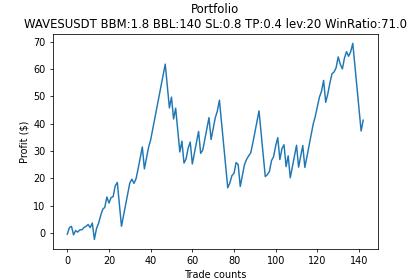 Portfolio
WAVESUSDT BBM:1.8 BBL:140 SL:0.8 TP:0.4 lev:20 WinRatio:71.0
70
60
50
40
30
20
10
0
Profit ($)
0 20 40 60 80 100 120 140
Trade counts